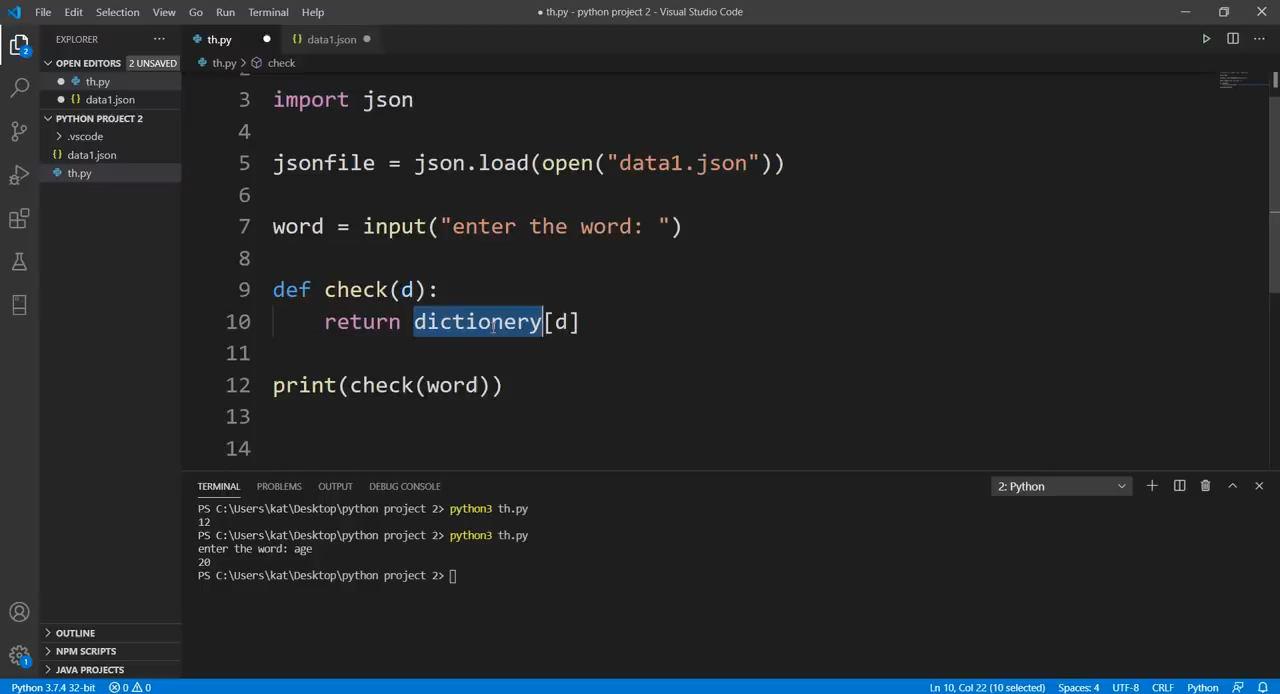 File Edit Selection View Go Run Terminal Help ● th.py - python project 2 - Visual Studio Code
EXPLORER ···
th.py ● {} data1.json ●
OPEN EDITORS 2 UNSAVED
th.py > check
2
● th.py
● {} data1.json
PYTHON PROJECT 2
> .vscode
{} data1.json
th.py
2
3 import json
4
5 jsonfile = json.load(open("data1.json"))
6
7 word = input("enter the word: ")
8
9 def check(d):
10 return dictionery[d]
11
12 print(check(word))
13
14
TERMINAL PROBLEMS OUTPUT DEBUG CONSOLE 2: Python
PS C:\Users\kat\Desktop\python project 2> python3 th.py
12
PS C:\Users\kat\Desktop\python project 2> python3 th.py
enter the word: age
20
PS C:\Users\kat\Desktop\python project 2>
> OUTLINE
> NPM SCRIPTS
1
> JAVA PROJECTS
Python 3.7.4 32-bit 0 0 Ln 10, Col 22 (10 selected) Spaces: 4 UTF-8 CRLF Python